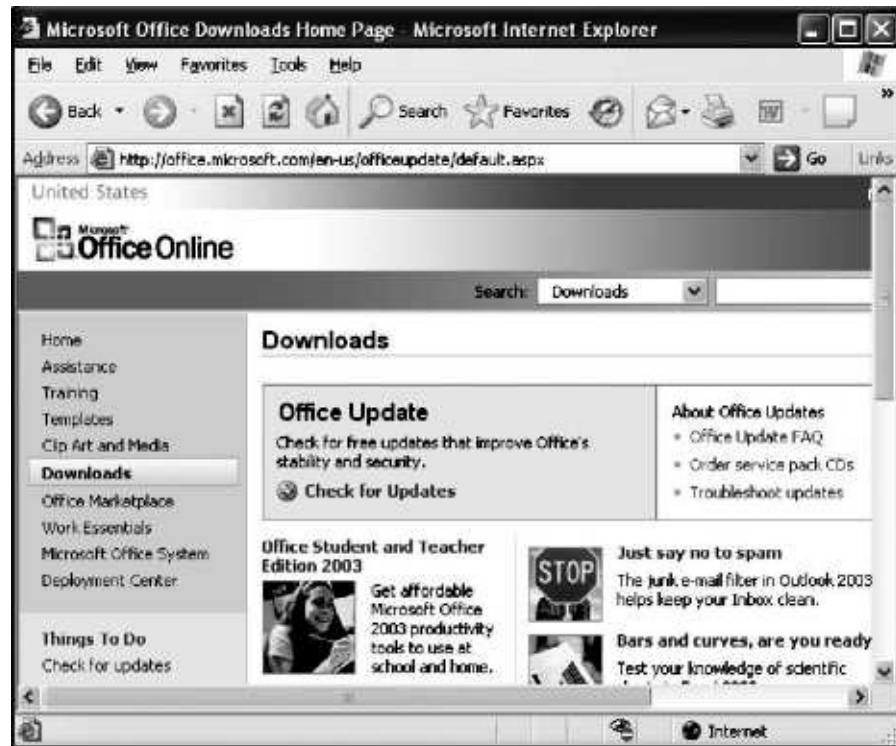 Microsoft Office Downloads Home Page - Microsoft Internet Explorer
File Edit View Favorites Tools Help
Back Search Favorites
Address http://office.microsoft.com/en-us/officeupdate/default.aspx Go Links
United States
Microsoft
Office Online
Search: Downloads
Home
Assistance
Training
Templates
Clip Art and Media
Downloads
Office Marketplace
Work Essentials
Microsoft Office System
Deployment Center
Things To Do
Check for updates
Downloads
Office Update
Check for free updates that improve Office's
stability and security.
Check for Updates
About Office Updates
Office Update FAQ
Order service pack CDs
Troubleshoot updates
Office Student and Teacher
Edition 2003
Get affordable
Microsoft Office
2003 productivity
tools to use at
school and home.
STOP
Just say no to spam
The junk e-mail filter in Outlook 2003
helps keep your Inbox clean.
Bars and curves, are you ready
Test your knowledge of scientific
Internet